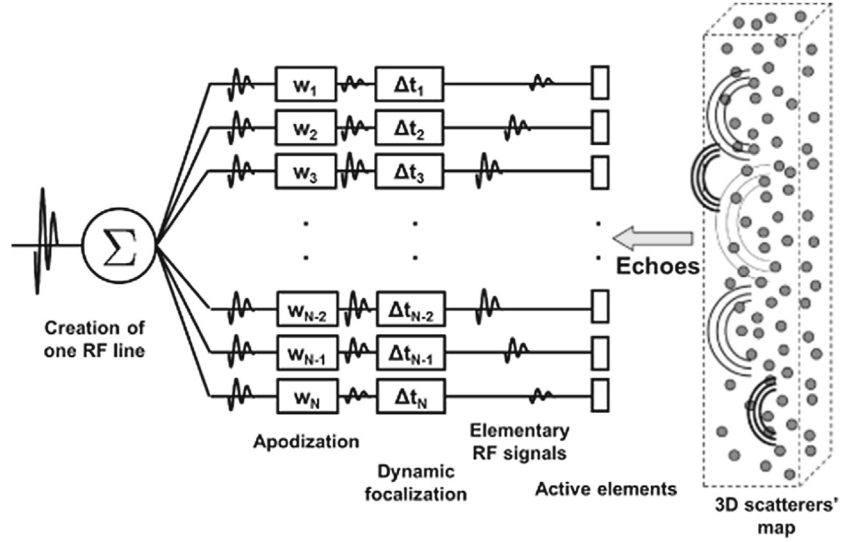 w1 Δt1
w2 Δt2
w3 Δt3
Σ
Echoes
Creation of
one RF line
wN-2 ΔtN-2
wN-1 ΔtN-1
wN ΔtN
Apodization
Elementary
RF signals
Dynamic
focalization
Active elements
3D scatterers'
map